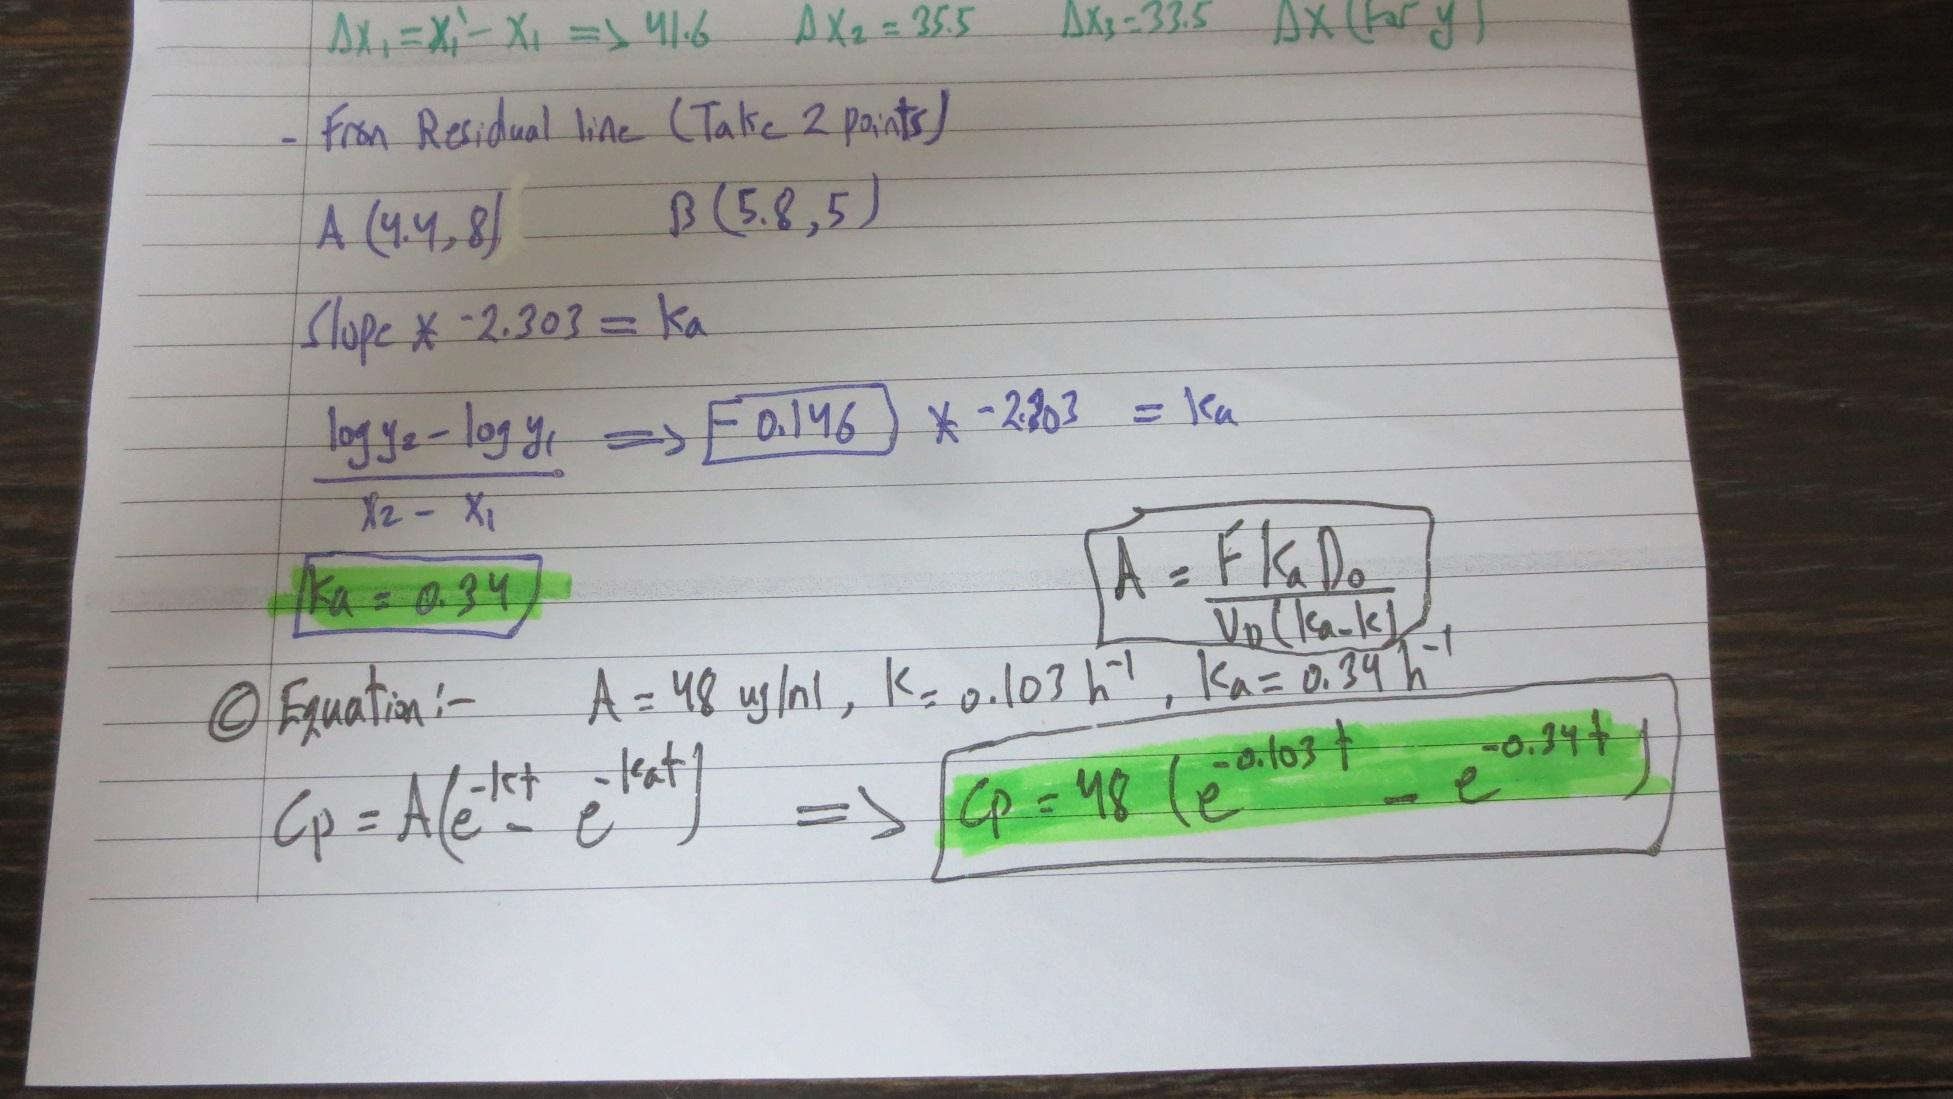 Δx₁ = x₁' - x₁ => 41.6 Δx₂ = 35.5 Δx₃ = 33.5 Δx (for y)
- From Residual line (Take 2 points)
A (4.4, 8) B (5.8, 5)
Slope * -2.303 = Ka
log y₂ - log y₁ / x₂ - x₁ => -0.146 * -2.303 = Ka
Ka = 0.34
A = F Ka D₀ / VD (ka-k)
© Equation :- A = 48 ug/ml, K = 0.103 h⁻¹, Ka = 0.34 h⁻¹
Cp = A(e^-kt - e^-kat) => Cp = 48 (e^-0.103t - e^-0.34t)